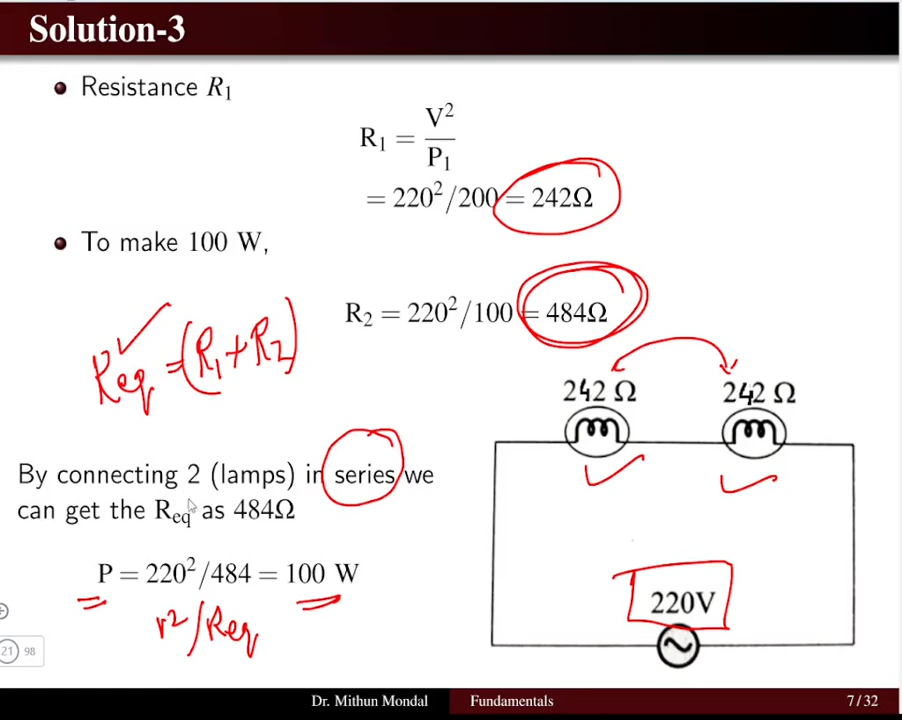 Solution-3
Resistance R₁
R₁ = V²/P₁
= 220²/200 = 242Ω
To make 100 W,
R₂ = 220²/100 = 484Ω
Req = (R₁+R₂)
242 Ω 242 Ω
By connecting 2 (lamps) in series we
can get the Req as 484Ω
P = 220²/484 = 100 W
220V
v²/Req
21 98
Dr. Mithun Mondal Fundamentals 7/32